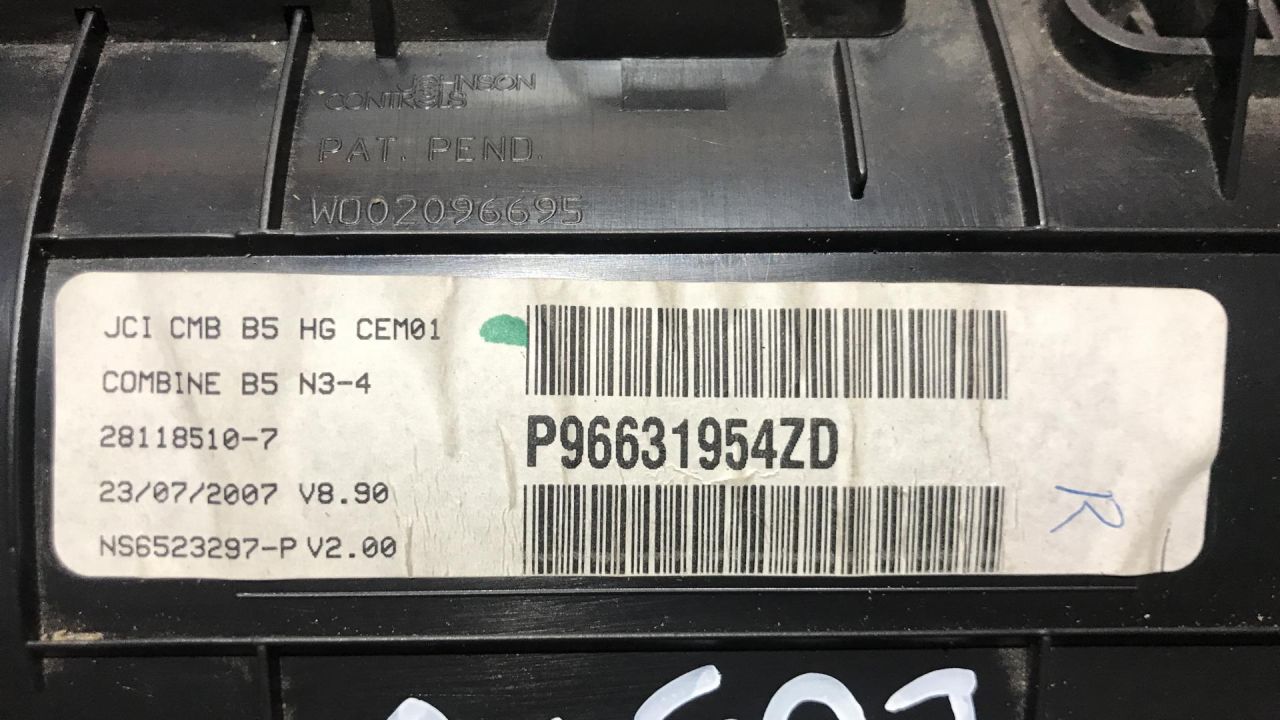 JOHNSON
CONTROLS
PAT. PEND.
W002096695
JCI CMB B5 HG CEM01
COMBINE B5 N3-4
28118510-7
23/07/2007 V8.90
NS6523297-P V2.00
P96631954ZD
R